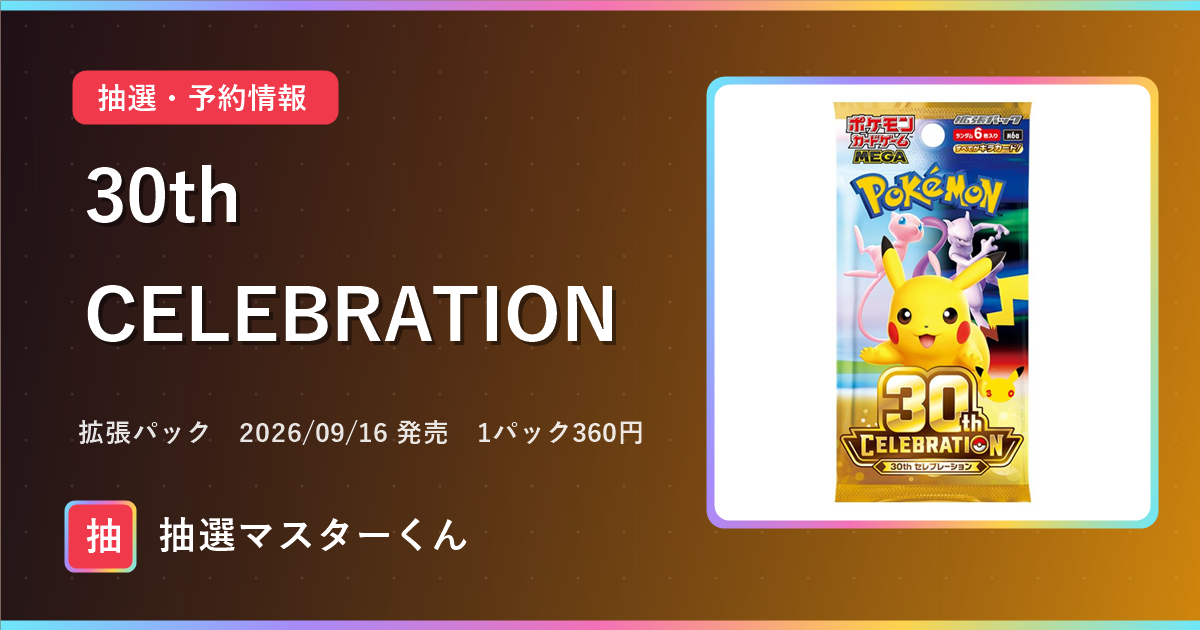 抽選・予約情報
30th
CELEBRATION
拡張パック 2026/09/16 発売 1パック360円
抽
抽選マスターくん
ポケモン
カードゲーム
MEGA
拡張パック
ランダム6枚入り
M6a
すべてがキラカード!
POKéMON
30th
CELEBRATION
30th セレブレーション